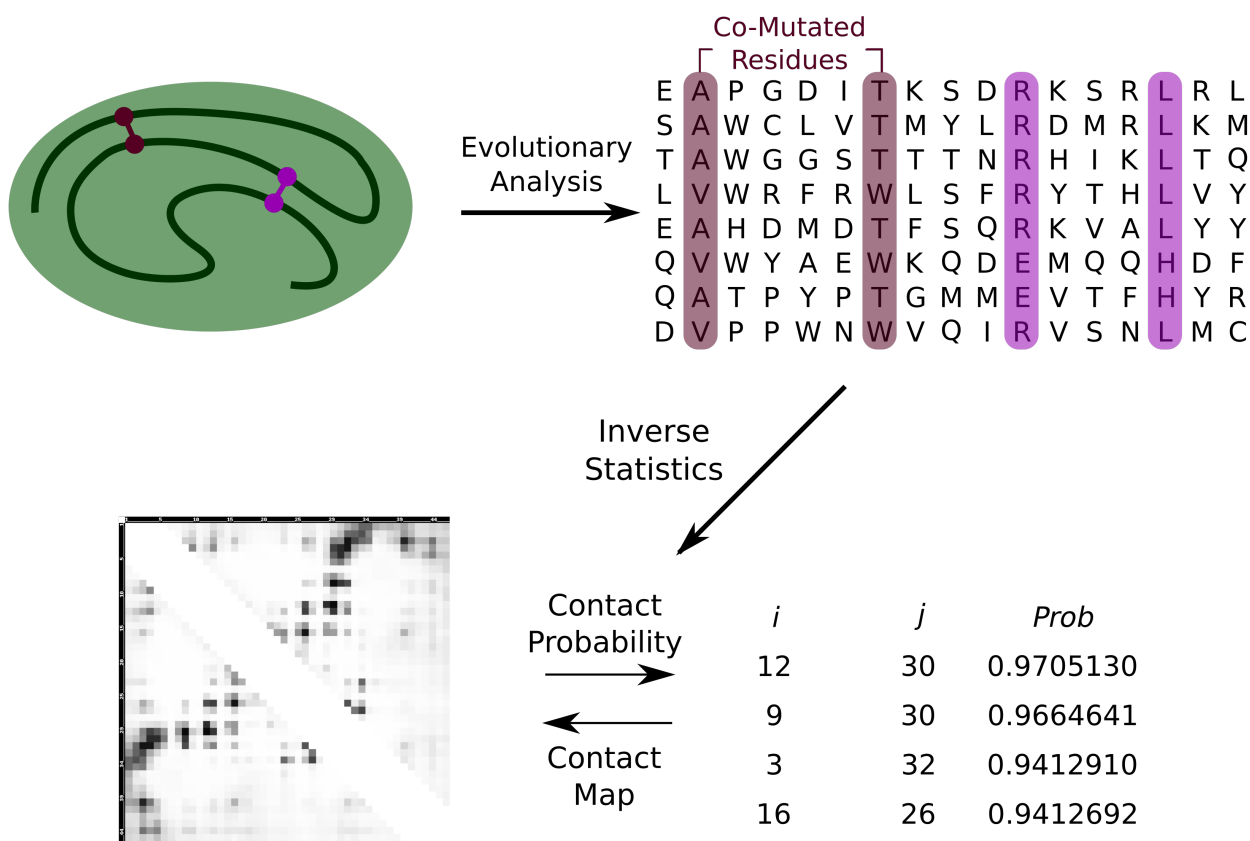 Co-Mutated
Residues
Evolutionary
Analysis
E A P G D I T K S D R K S R L R L
S A W C L V T M Y L R D M R L K M
T A W G G S T T T N R H I K L T Q
L V W R F R W L S F R Y T H L V Y
E A H D M D T F S Q R K V A L Y Y
Q V W Y A E W K Q D E M Q Q H D F
Q A T P Y P T G M M E V T F H Y R
D V P P W N W V Q I R V S N L M C
Inverse
Statistics
Contact
Probability
Contact
Map
i j Prob
12 30 0.9705130
9 30 0.9664641
3 32 0.9412910
16 26 0.9412692